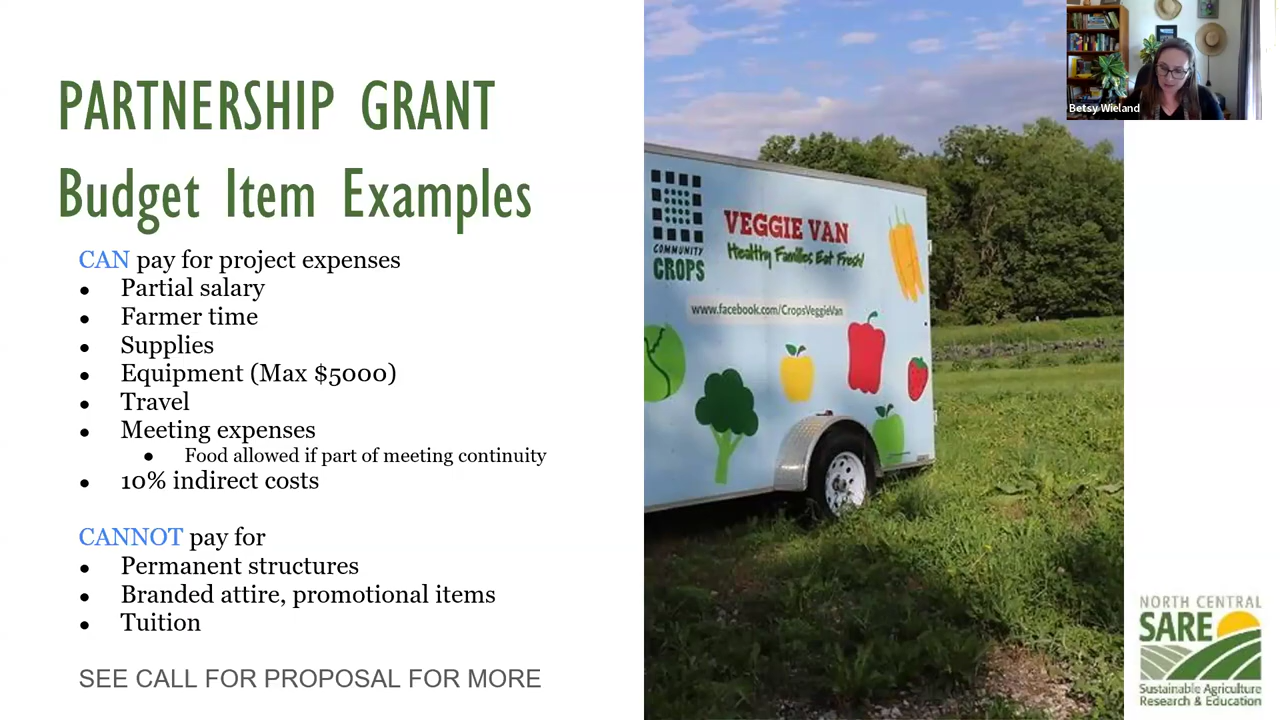 PARTNERSHIP GRANT
Budget Item Examples
CAN pay for project expenses
● Partial salary
● Farmer time
● Supplies
● Equipment (Max $5000)
● Travel
● Meeting expenses
● Food allowed if part of meeting continuity
● 10% indirect costs
CANNOT pay for
● Permanent structures
● Branded attire, promotional items
● Tuition
SEE CALL FOR PROPOSAL FOR MORE
COMMUNITY
CROPS
VEGGIE VAN
Healthy Families Eat Fresh!
www.facebook.com/CropsVeggieVan
Betsy Wieland
NORTH CENTRAL
SARE
Sustainable Agriculture
Research & Education